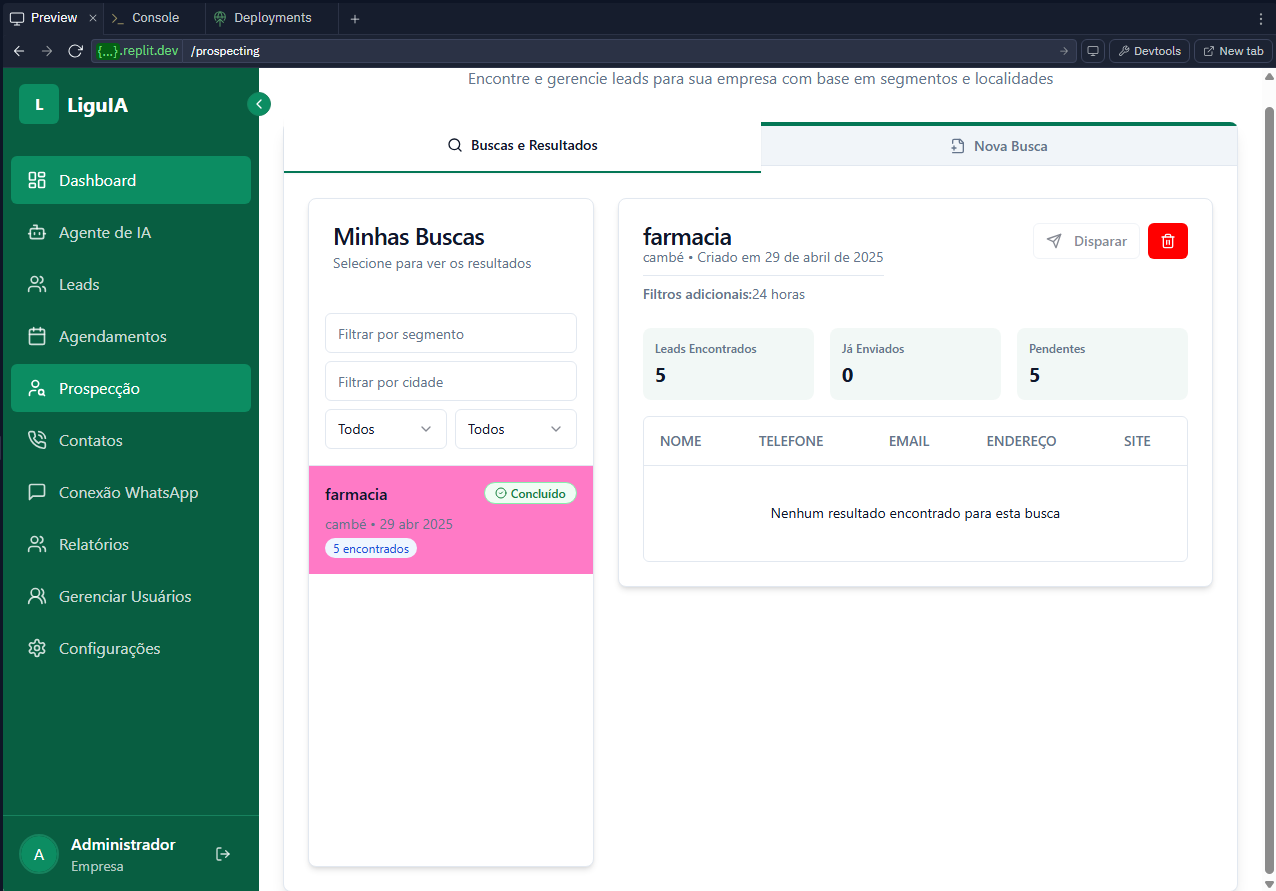 Preview
Console
Deployments
{...}.replit.dev /prospecting
Devtools
New tab
L LiguIA
Dashboard
Agente de IA
Leads
Agendamentos
Prospecção
Contatos
Conexão WhatsApp
Relatórios
Gerenciar Usuários
Configurações
A
Administrador
Empresa
Encontre e gerencie leads para sua empresa com base em segmentos e localidades
Buscas e Resultados
Nova Busca
Minhas Buscas
Selecione para ver os resultados
Filtrar por segmento
Filtrar por cidade
Todos
Todos
farmacia
Concluído
cambé • 29 abr 2025
5 encontrados
farmacia
cambé • Criado em 29 de abril de 2025
Disparar
Filtros adicionais:24 horas
Leads Encontrados
5
Já Enviados
0
Pendentes
5
NOME TELEFONE EMAIL ENDEREÇO SITE
Nenhum resultado encontrado para esta busca